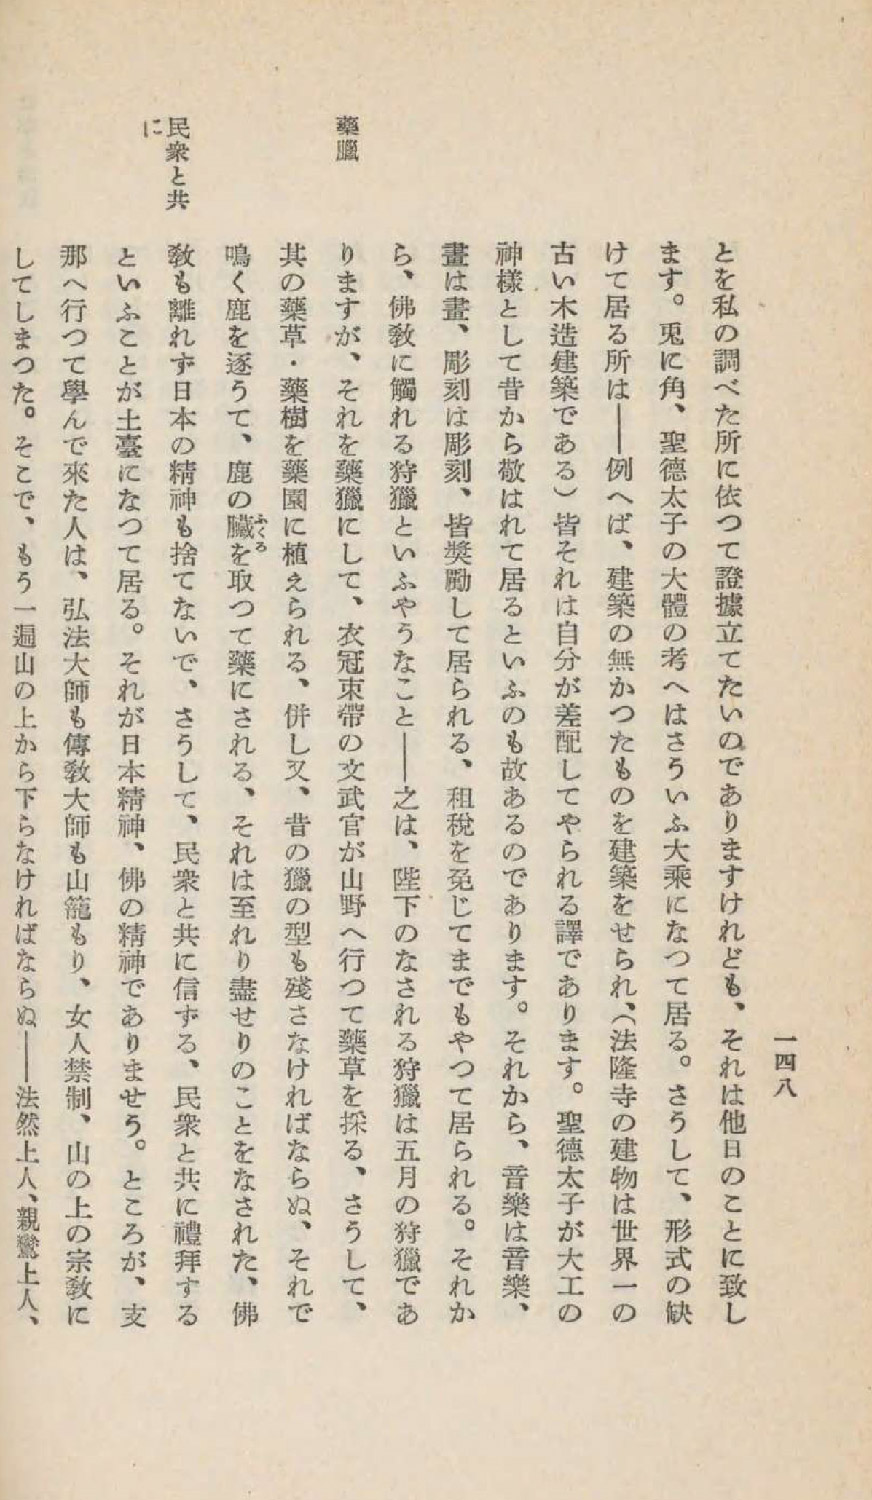 一四八
とを私の調べた所に依つて證據立てたいのでありますけれども、それは他日のことに致し
ます。兎に角、聖德太子の大體の考へはさういふ大乘になつて居る。さうして、形式の缺
けて居る所は——例へば、建築の無かつたものを建築をせられ、（法隆寺の建物は世界一の
古い木造建築である）皆それは自分が差配してやられる譯であります。聖德太子が大工の
神樣として昔から敬はれて居るといふのも故あるのであります。それから、音樂は音樂、
畫は畫、彫刻は彫刻、皆奬勵して居られる、租稅を免じてまでもやつて居られる。それか
ら、佛敎に觸れる狩獵といふやうなこと——之は、陛下のなされる狩獵は五月の狩獵であ
藥臘
りますが、それを藥獵にして、衣冠束帶の文武官が山野へ行つて藥草を採る、さうして、
其の藥草・藥樹を藥園に植えられる、併し又、昔の獵の型も殘さなければならぬ、それで
鳴く鹿を逐うて、鹿の臟を取つて藥にされる、それは至れり盡せりのことをなされた、佛
ふくろ
民衆と共
に
敎も離れず日本の精神も捨てないで、さうして、民衆と共に信ずる、民衆と共に禮拜する
といふことが土臺になつて居る。それが日本精神、佛の精神でありませう。ところが、支
那へ行つて學んで來た人は、弘法大師も傳敎大師も山籠もり、女人禁制、山の上の宗敎に
してしまつた。そこで、もう一遍山の上から下らなければならぬ——法然上人、親鸞上人、